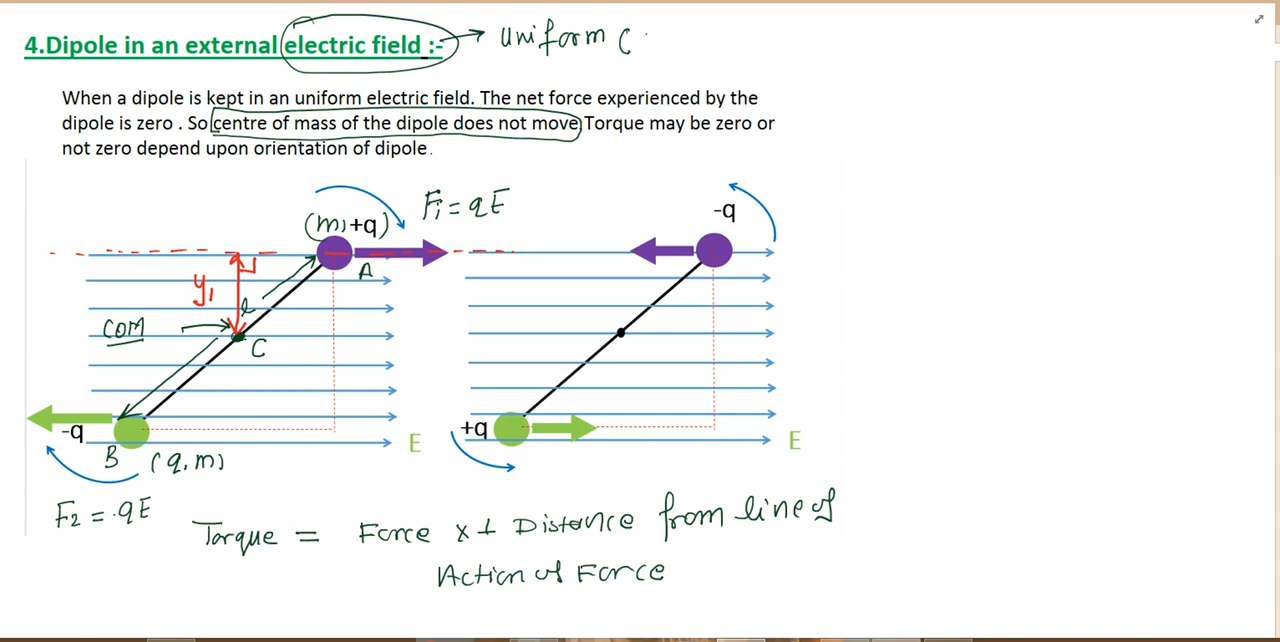 4.Dipole in an external electric field :- → uniform C
When a dipole is kept in an uniform electric field. The net force experienced by the
dipole is zero . So centre of mass of the dipole does not move Torque may be zero or
not zero depend upon orientation of dipole.
(m,+q)
F₁ = qE
-q
A
y₁
l
COM
C
-q
E
+q
E
B (q,m)
F₂ = qE
Torque = Force x ⊥ Distance from line of
Action of Force